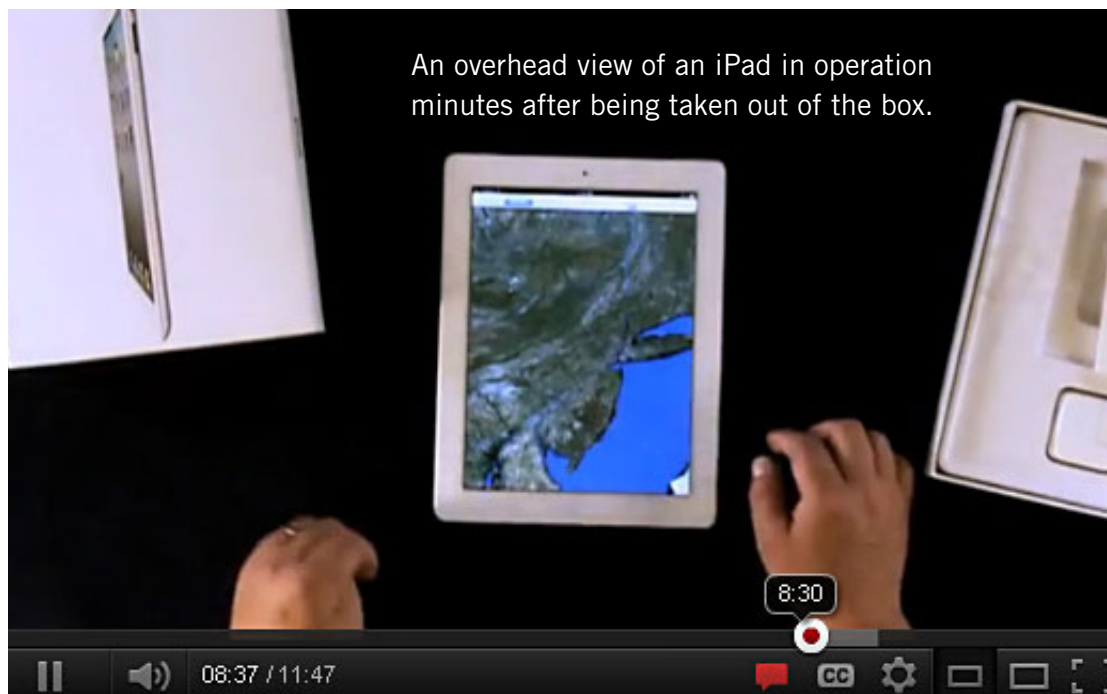 An overhead view of an iPad in operation
minutes after being taken out of the box.
8:30
08:37 / 11:47
CC